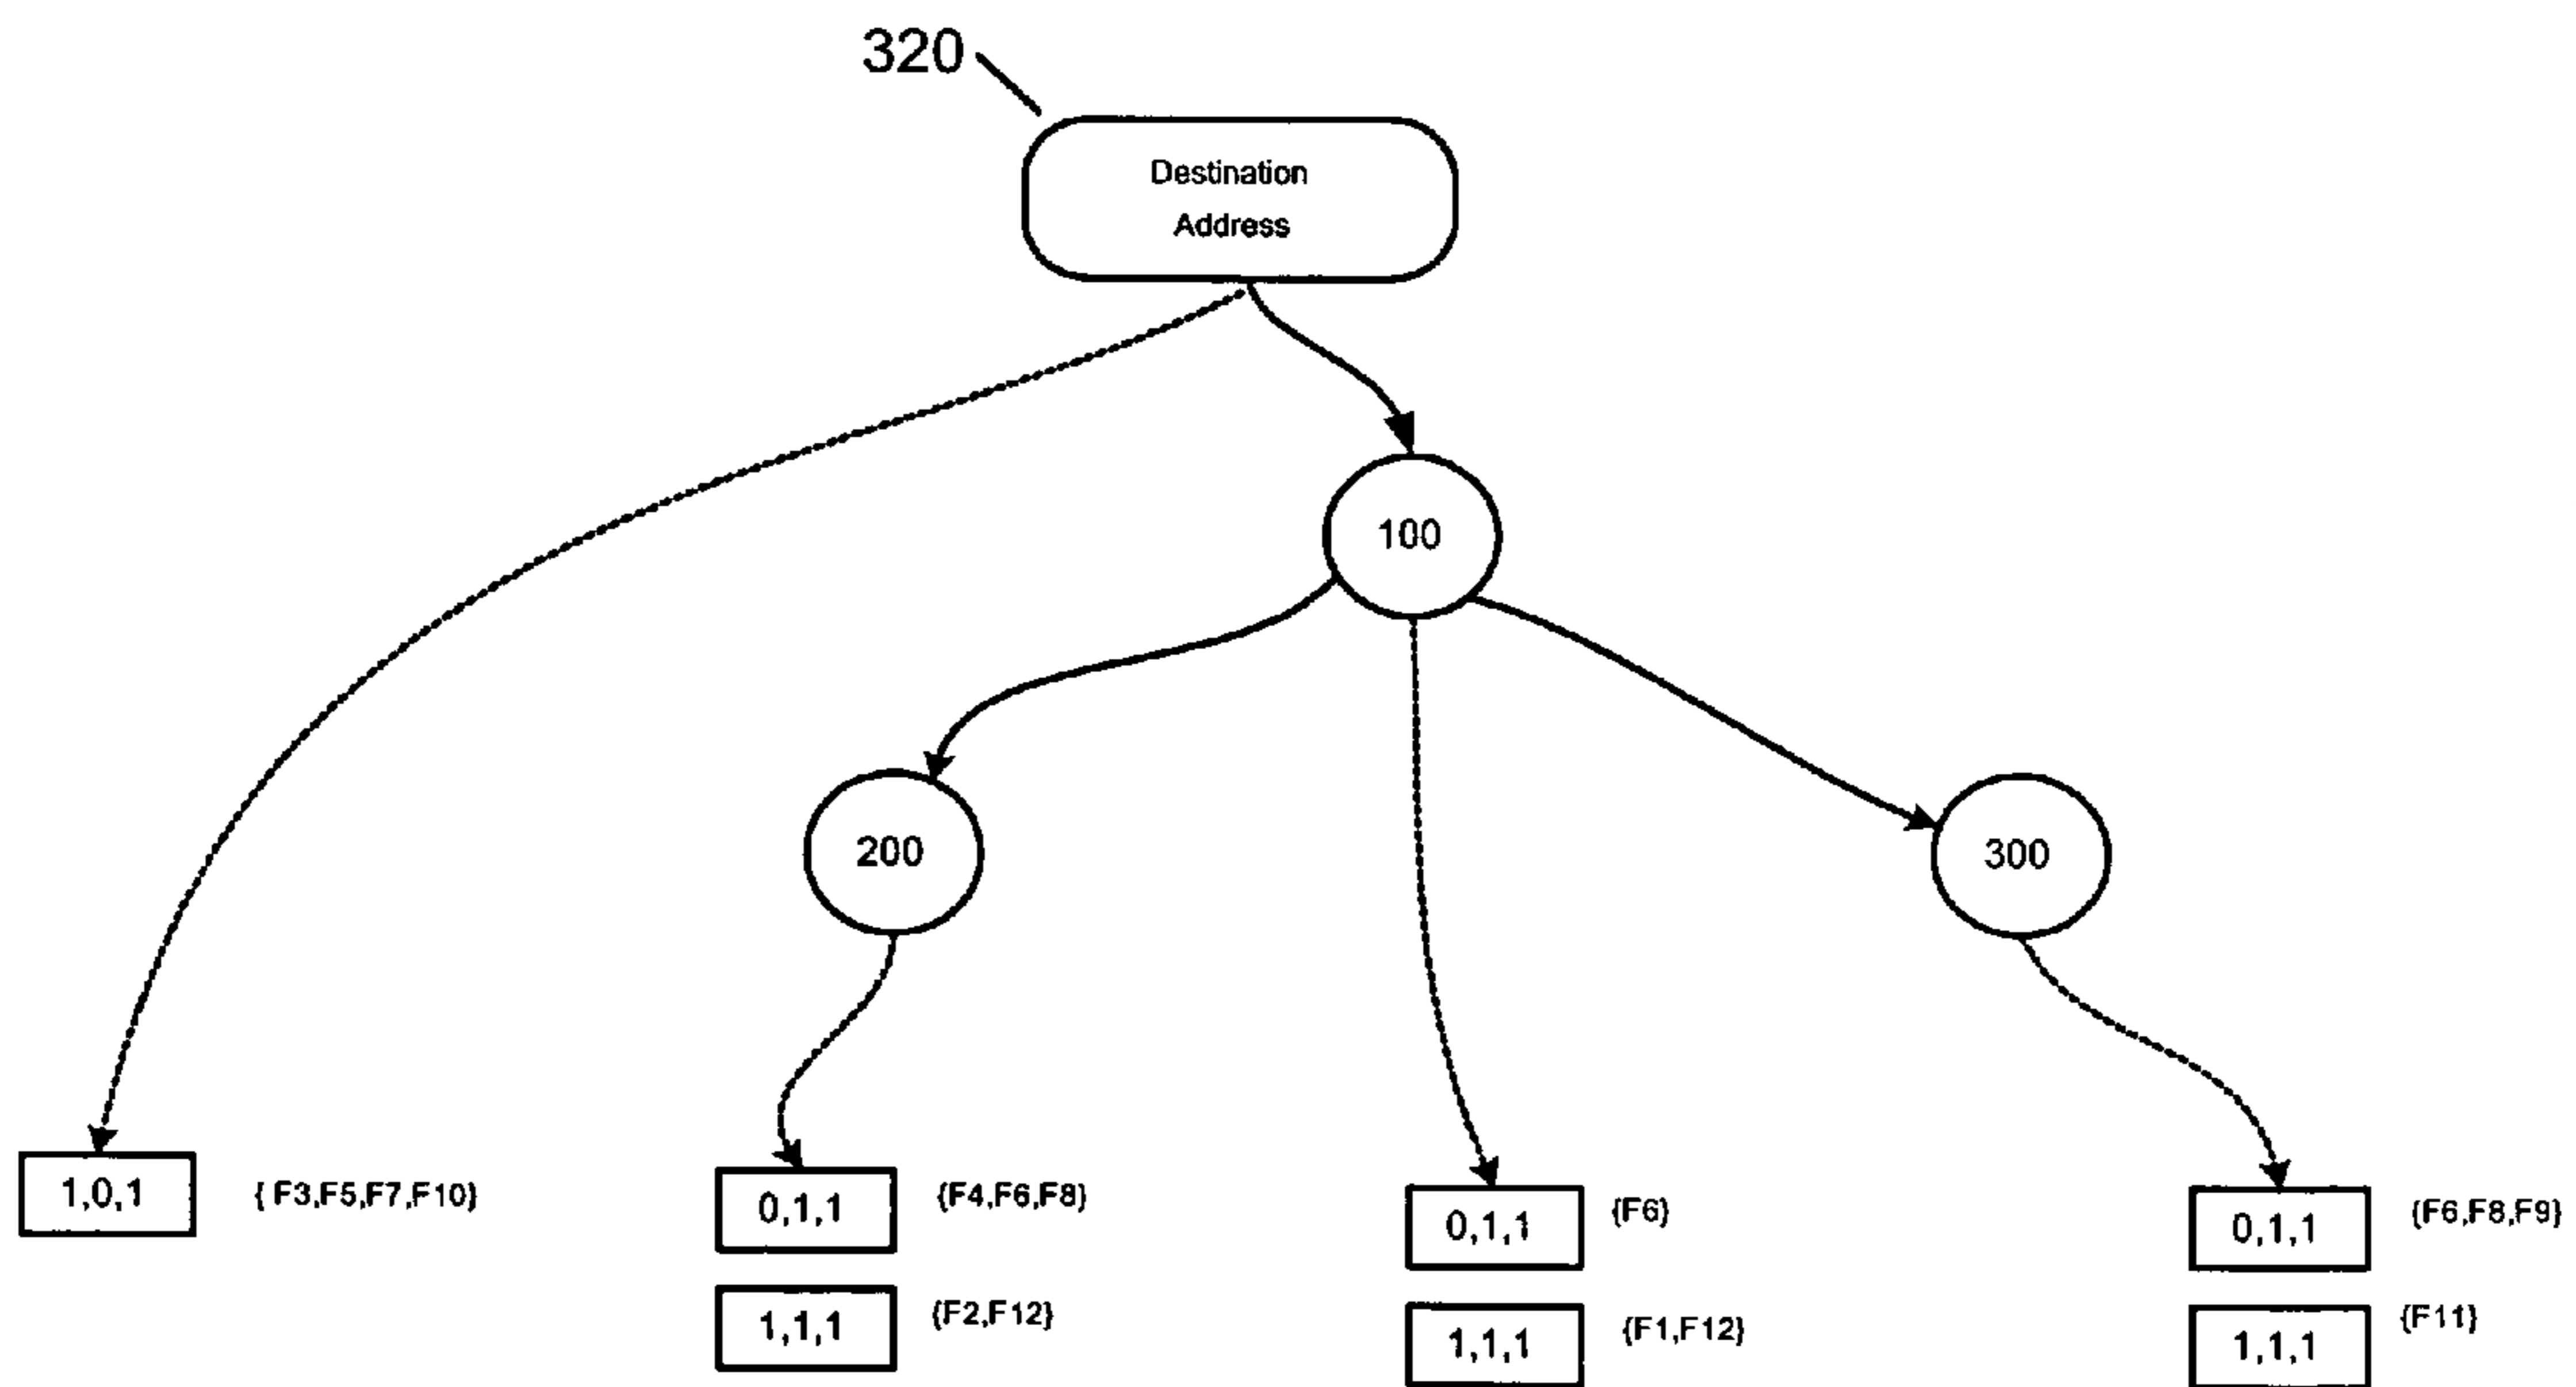 320
Destination
Address
100
200
300
1,0,1
{ F3,F5,F7,F10}
0,1,1
{F4,F6,F8}
1,1,1
{F2,F12}
0,1,1
{F6}
1,1,1
{F1,F12}
0,1,1
{F6,F8,F9}
1,1,1
{F11}